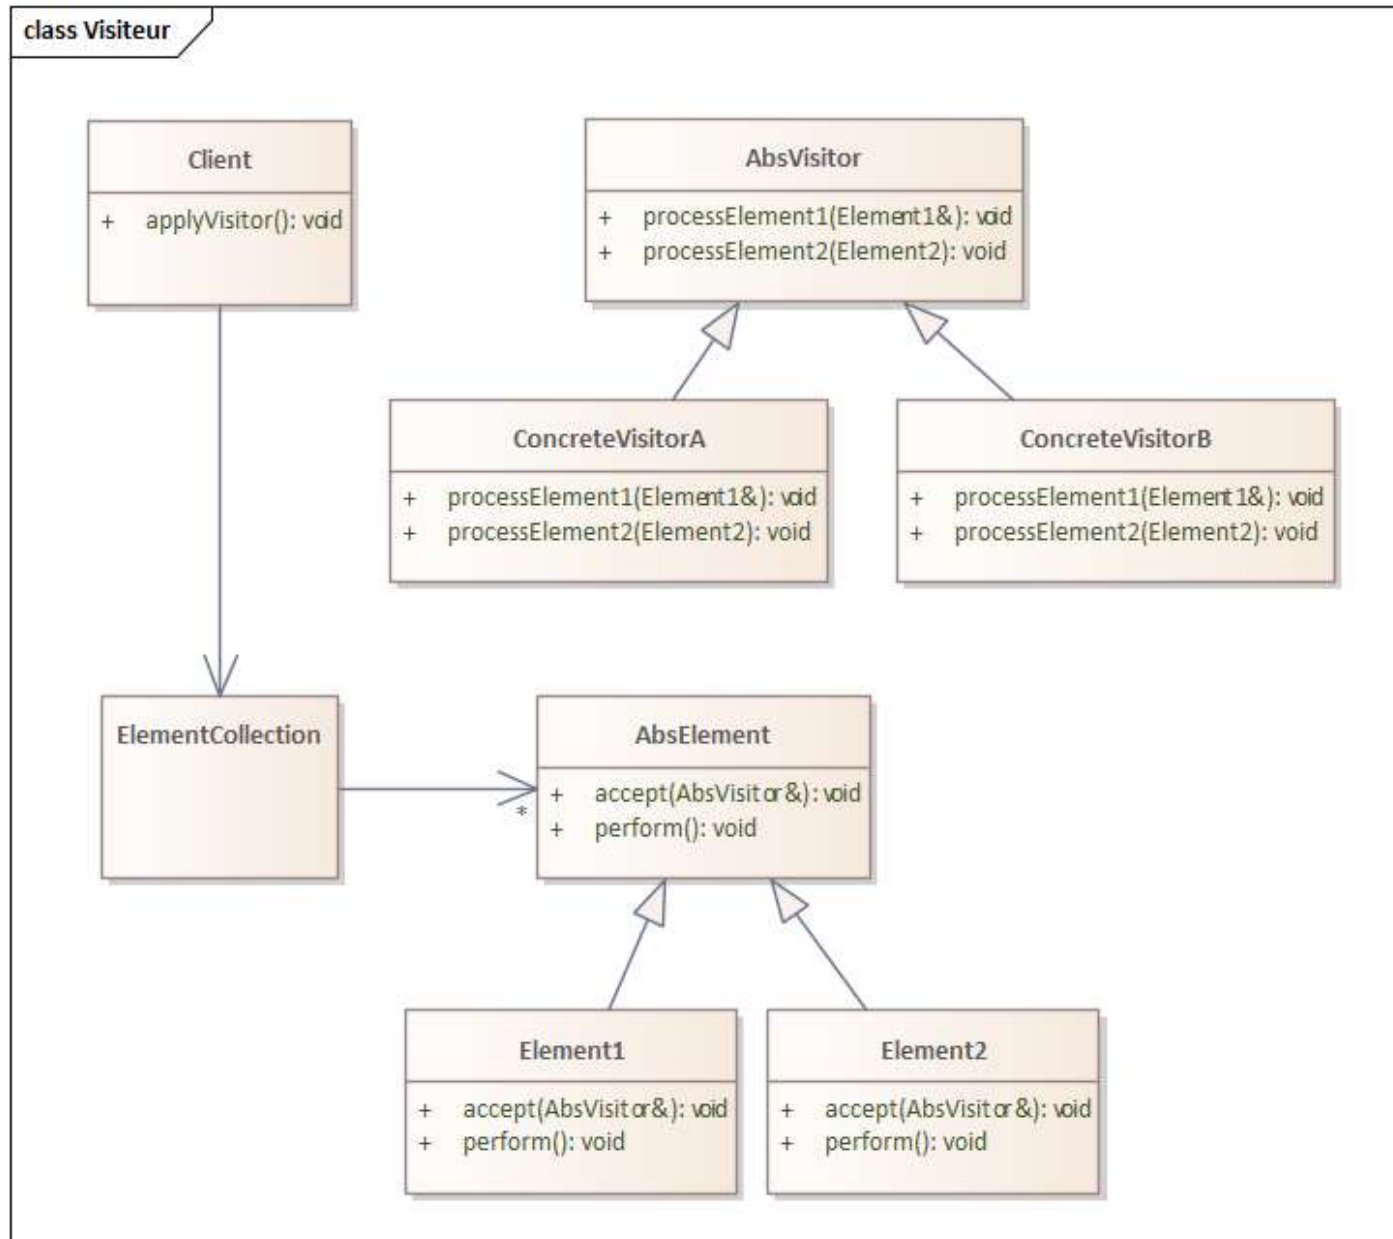 class Visiteur
Client
+ applyVisitor(): void
AbsVisitor
+ processElement1(Element1&): void
+ processElement2(Element2): void
ConcreteVisitorA
+ processElement1(Element1&): void
+ processElement2(Element2): void
ConcreteVisitorB
+ processElement1(Element1&): void
+ processElement2(Element2): void
ElementCollection
*
AbsElement
+ accept(AbsVisitor&): void
+ perform(): void
Element1
+ accept(AbsVisitor&): void
+ perform(): void
Element2
+ accept(AbsVisitor&): void
+ perform(): void